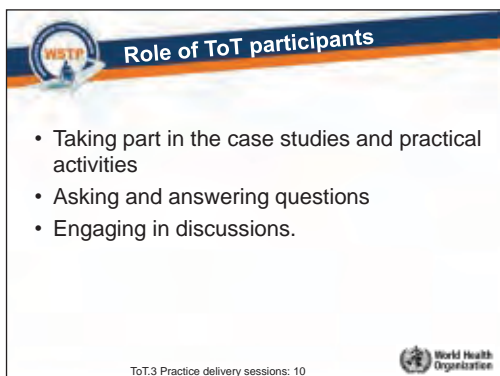 WSTP
Role of ToT participants
• Taking part in the case studies and practical
activities
• Asking and answering questions
• Engaging in discussions.
ToT.3 Practice delivery sessions: 10
World Health
Organization